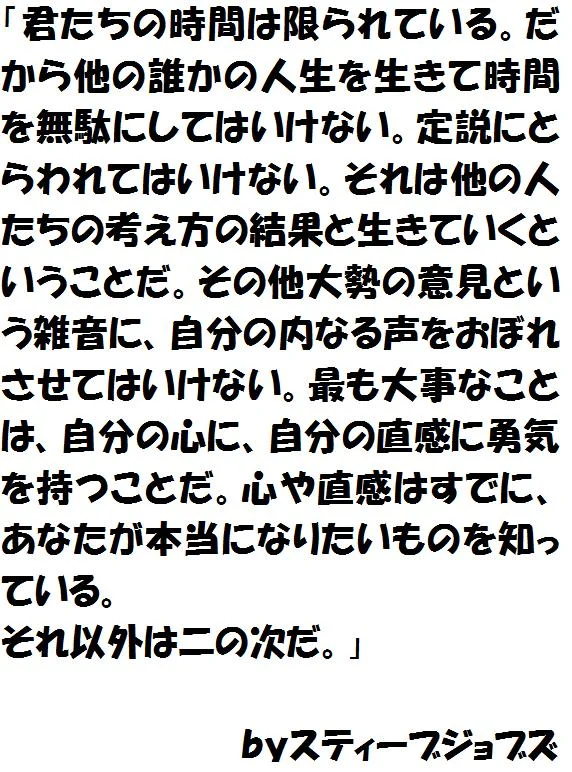 「君たちの時間は限られている。だ
から他の誰かの人生を生きて時間
を無駄にしてはいけない。定説にと
らわれてはいけない。それは他の人
たちの考え方の結果と生きていくと
いうことだ。その他大勢の意見とい
う雑音に、自分の内なる声をおぼれ
させてはいけない。最も大事なこと
は、自分の心に、自分の直感に勇気
を持つことだ。心や直感はすでに、
あなたが本当になりたいものを知っ
ている。
それ以外は二の次だ。」
byスティーブジョブズ